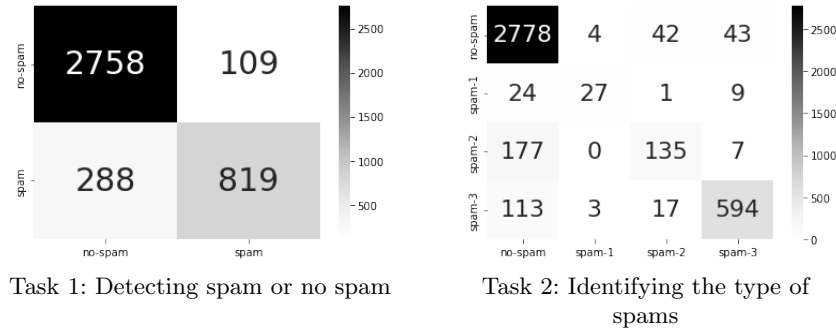 no-spam
2758 109
spam
288 819
no-spam spam
2500
2000
1500
1000
500
Task 1: Detecting spam or no spam
no-spam
2778 4 42 43
spam-1
24 27 1 9
spam-2
177 0 135 7
spam-3
113 3 17 594
no-spam spam-1 spam-2 spam-3
2500
2000
1500
1000
500
0
Task 2: Identifying the type of
spams